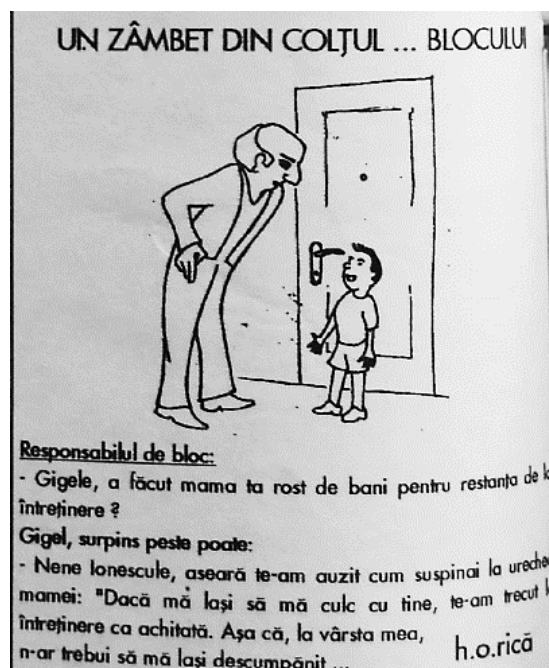 UN ZÂMBET DIN COLȚUL ... BLOCULUI
Responsabilul de bloc:
- Gigele, a făcut mama ta rost de bani pentru restanța de
întreținere ?
Gigel, surpins peste poate:
- Nene Ionescule, aseară te-am auzit cum suspinai la
mamei: "Dacă mă lași să mă culc cu tine, te-am trecut
întreținere ca achitată. Așa că, la vârsta mea,
n-ar trebui să mă lași descumpănit ...
h.o.rică